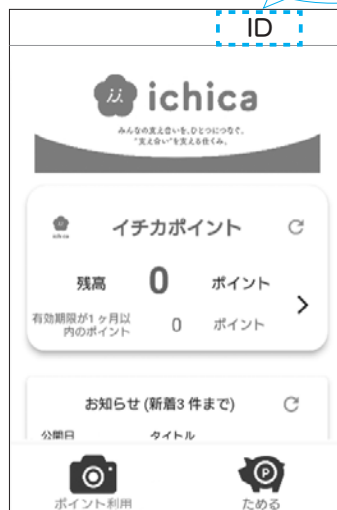 ID
ichica
みんなの支え合いを、ひとつにつなぐ。
"支え合い"を支える仕くみ。
ichica
イチカポイント
残高 0 ポイント
有効期限が1ヶ月以
内のポイント 0 ポイント
お知らせ (新着3 件まで)
公開日 タイトル
ポイント利用 ためる